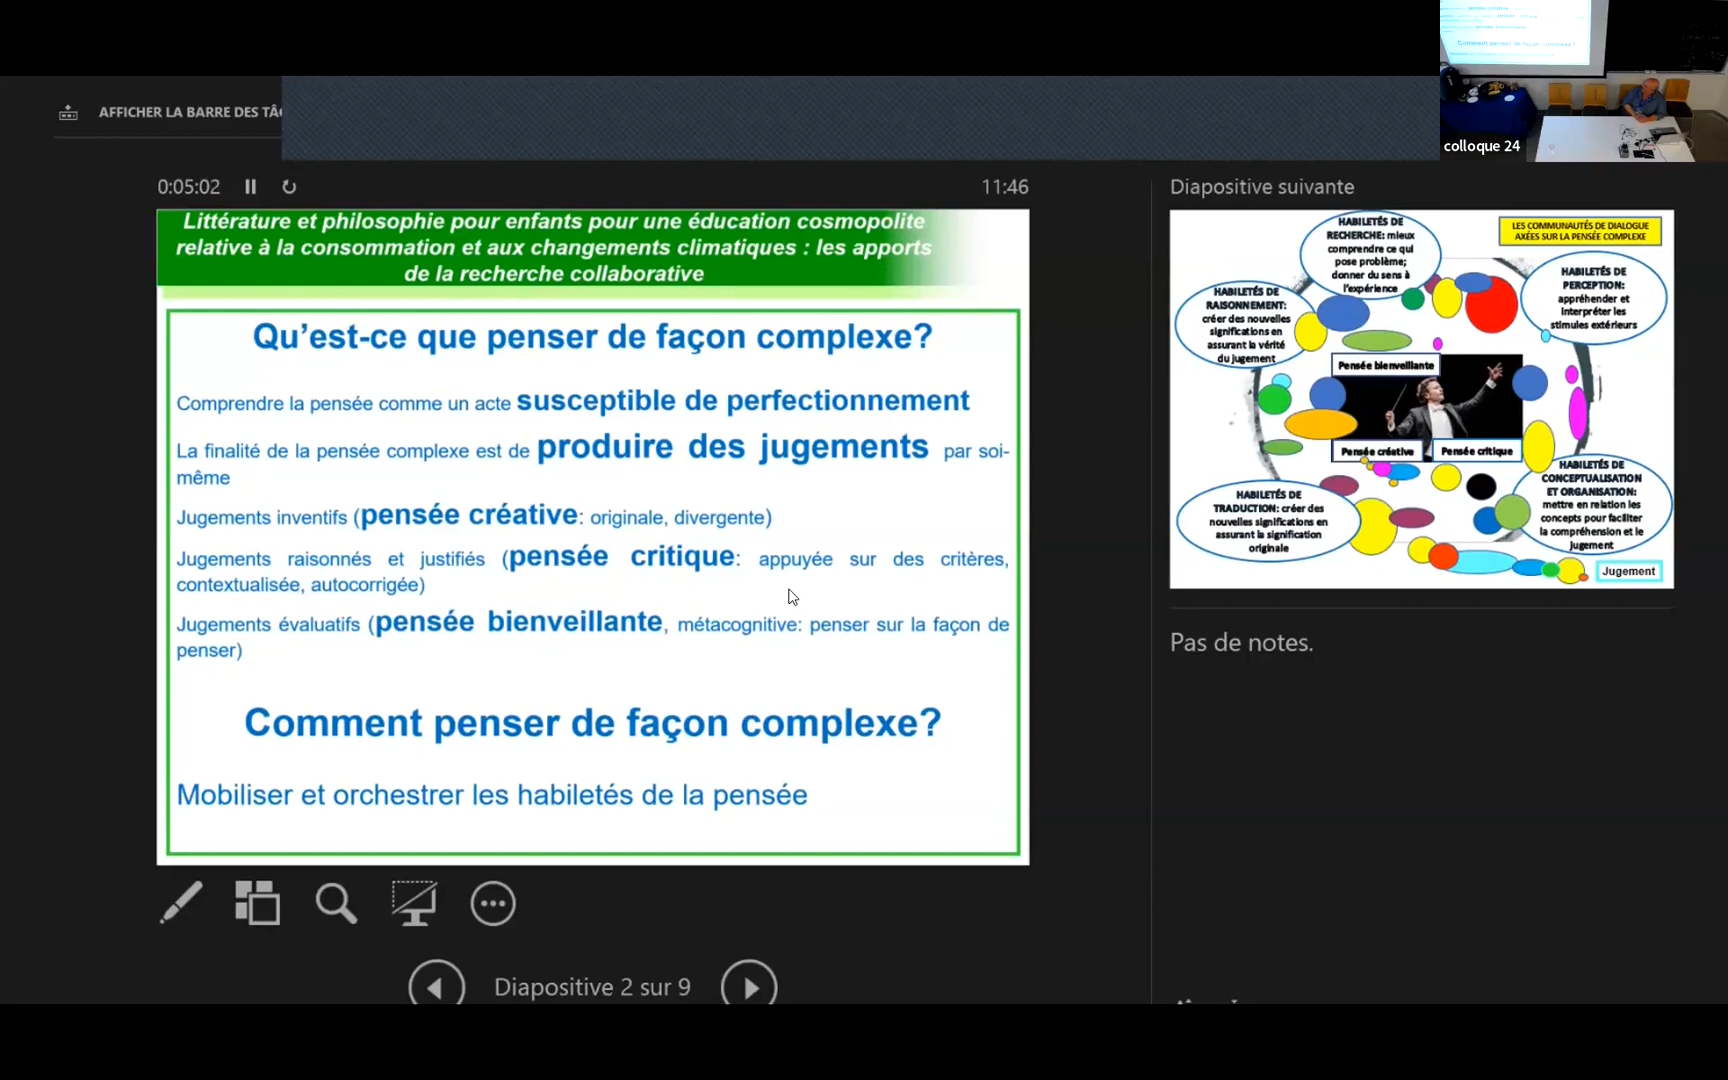 AFFICHER LA BARRE DES TÂ
colloque 24
0:05:02
11:46
Littérature et philosophie pour enfants pour une éducation cosmopolite
relative à la consommation et aux changements climatiques : les apports
de la recherche collaborative
Qu’est-ce que penser de façon complexe?
Comprendre la pensée comme un acte susceptible de perfectionnement
La finalité de la pensée complexe est de produire des jugements par soi-
même
Jugements inventifs (pensée créative: originale, divergente)
Jugements raisonnés et justifiés (pensée critique: appuyée sur des critères,
contextualisée, autocorrigée)
Jugements évaluatifs (pensée bienveillante, métacognitive: penser sur la façon de
penser)
Comment penser de façon complexe?
Mobiliser et orchestrer les habiletés de la pensée
Diapositive 2 sur 9
Diapositive suivante
LES COMMUNAUTÉS DE DIALOGUE
AXÉES SUR LA PENSÉE COMPLEXE
HABILETÉS DE
RECHERCHE: mieux
comprendre ce qui
pose problème;
donner du sens à
l’expérience
HABILETÉS DE
PERCEPTION:
appréhender et
Interpréter les
stimules extérieurs
HABILETÉS DE
RAISONNEMENT:
créer des nouvelles
significations en
assurant la vérité
du jugement
Pensée bienveillante
Pensée créative
Pensée critique
HABILETÉS DE
CONCEPTUALISATION
ET ORGANISATION:
mettre en relation les
concepts pour faciliter
la compréhension et le
jugement
HABILETÉS DE
TRADUCTION: créer des
nouvelles significations en
assurant la signification
originale
Jugement
Pas de notes.